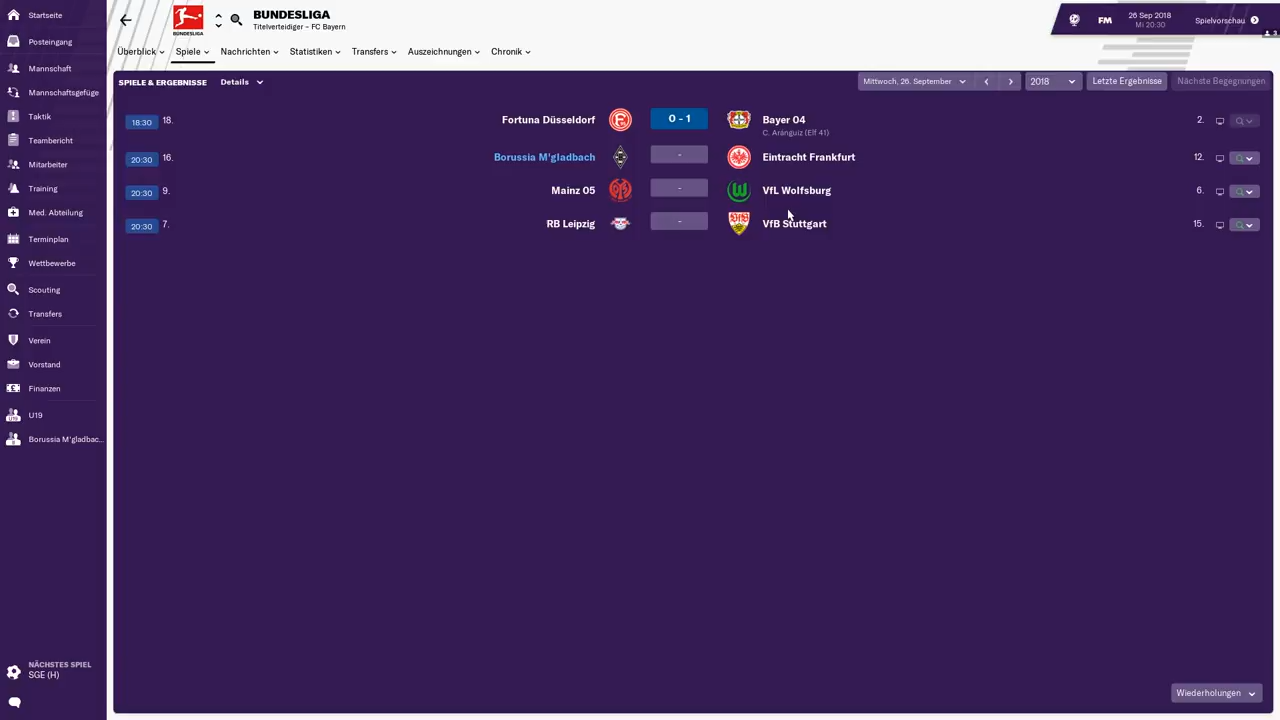 Startseite
Posteingang
Mannschaft
Mannschaftsgefüge
Taktik
Teambericht
Mitarbeiter
Training
Med. Abteilung
Terminplan
Wettbewerbe
Scouting
Transfers
Verein
Vorstand
Finanzen
U19
Borussia M'gladbac...
NÄCHSTES SPIEL
SGE (H)
BUNDESLIGA
BUNDESLIGA
Titelverteidiger – FC Bayern
FM
26 Sep 2018
Mi 20:30
Spielvorschau
3
Überblick Spiele Nachrichten Statistiken Transfers Auszeichnungen Chronik
SPIELE & ERGEBNISSE Details Mittwoch, 26. September 2018 Letzte Ergebnisse Nächste Begegnungen
18:30 18. Fortuna Düsseldorf 0 - 1 Bayer 04 2.
C. Aránguiz (Elf 41)
20:30 16. Borussia M'gladbach - Eintracht Frankfurt 12.
20:30 9. Mainz 05 - VfL Wolfsburg 6.
20:30 7. RB Leipzig - VfB Stuttgart 15.
Wiederholungen